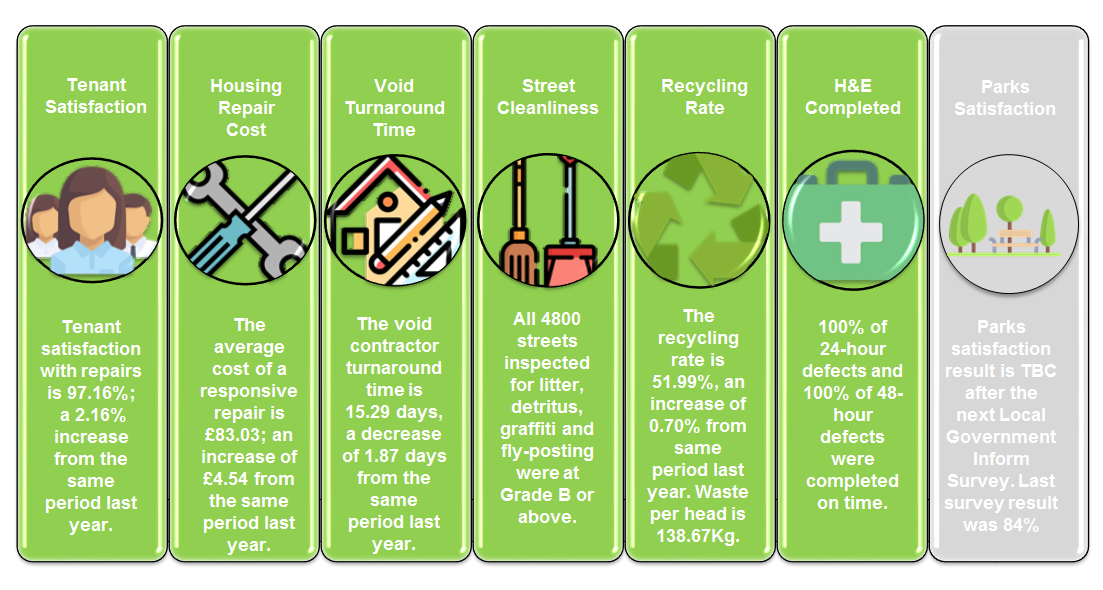 Tenant
Satisfaction
Tenant
satisfaction
with repairs
is 97.16%;
a 2.16%
increase
from the
same
period last
year.
Housing
Repair
Cost
The
average
cost of a
responsive
repair is
£83.03; an
increase of
£4.54 from
the same
period last
year.
Void
Turnaround
Time
The void
contractor
turnaround
time is
15.29 days,
a decrease
of 1.87 days
from the
same
period last
year.
Street
Cleanliness
All 4800
streets
inspected
for litter,
detritus,
graffiti and
fly-posting
were at
Grade B or
above.
Recycling
Rate
The
recycling
rate is
51.99%, an
increase of
0.70% from
same
period last
year. Waste
per head is
138.67Kg.
H&E
Completed
100% of
24-hour
defects and
100% of 48-
hour
defects
were
completed
on time.
Parks
Satisfaction
Parks
satisfaction
result is TBC
after the
next Local
Government
Inform
Survey. Last
survey result
was 84%